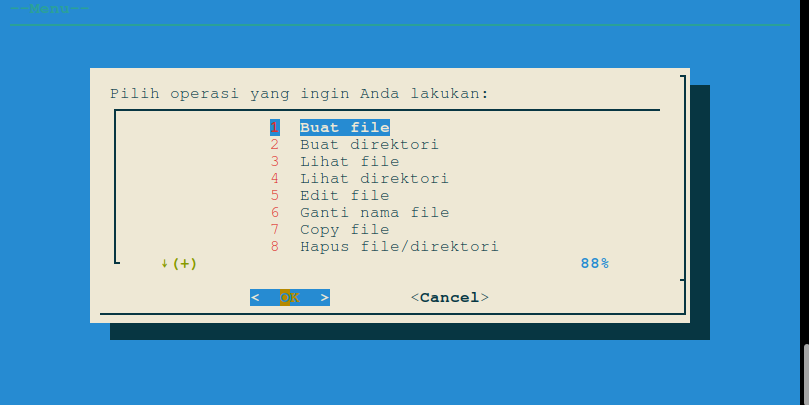 Menu
Pilih operasi yang ingin Anda lakukan:
1 Buat file
2 Buat direktori
3 Lihat file
4 Lihat direktori
5 Edit file
6 Ganti nama file
7 Copy file
8 Hapus file/direktori
↓(+) 88%
< OK > <Cancel>